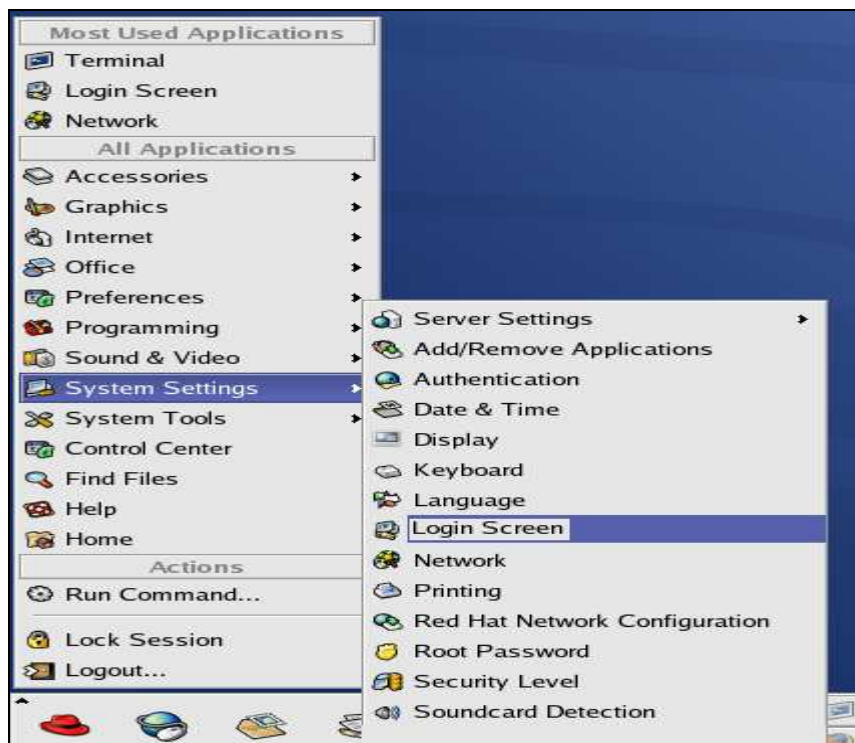 Most Used Applications
Terminal
Login Screen
Network
All Applications
Accessories
Graphics
Internet
Office
Preferences
Programming
Sound & Video
System Settings
System Tools
Control Center
Find Files
Help
Home
Actions
Run Command...
Lock Session
Logout...
Server Settings
Add/Remove Applications
Authentication
Date & Time
Display
Keyboard
Language
Login Screen
Network
Printing
Red Hat Network Configuration
Root Password
Security Level
Soundcard Detection